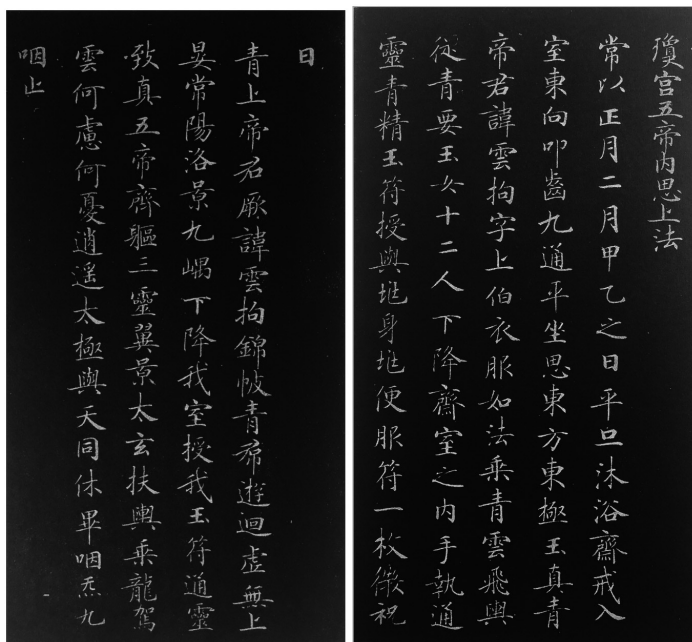 瓊宮五帝內思上法
常以正月二月甲乙之日平旦沐浴齋戒入
室東向叩齒九通平坐思東方東極玉真青
帝君諱雲拘字上伯衣服如法乘青雲飛輿
從青要玉女十二人下降齋室之內手執通
靈青精玉符授與垗身垗便服符一枚微祝
曰
青上帝君厥諱雲拘錦帔青帬遊迴虛無上
晏常陽洛景九嵎下降我室授我玉符通靈
致真五帝齊軀三靈翼景太玄扶輿乘龍駕
雲何慮何憂逍遙太極與天同休畢咽炁九
咽止